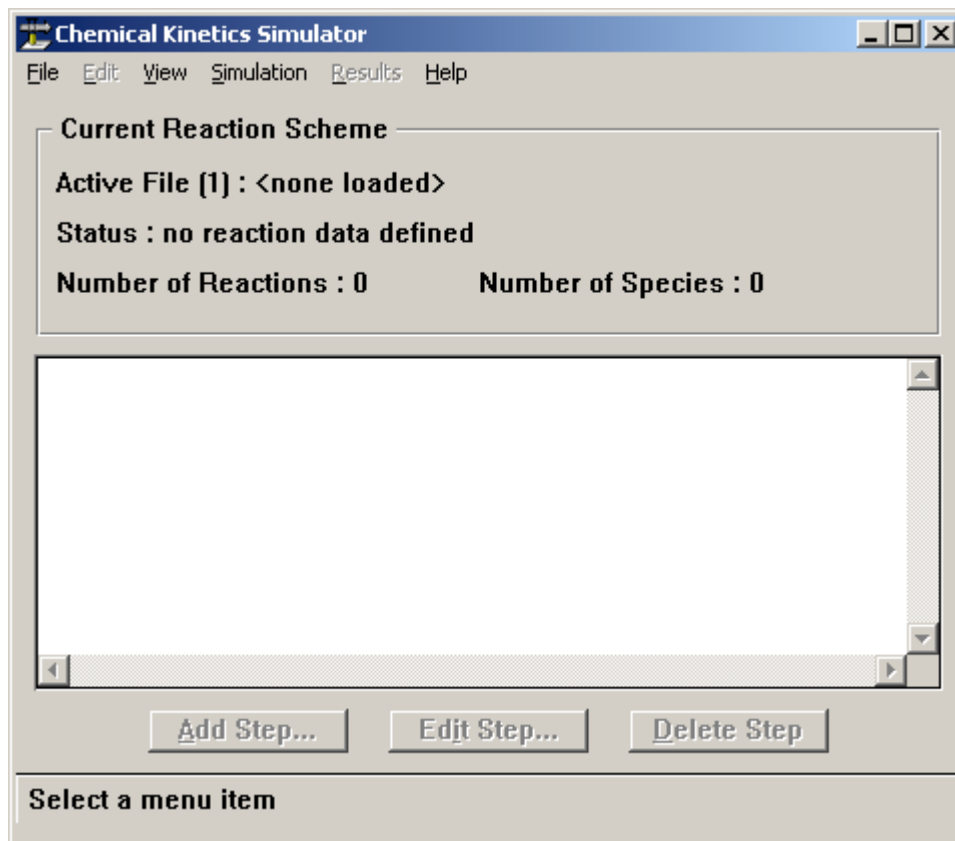 Chemical Kinetics Simulator
File Edit View Simulation Results Help
Current Reaction Scheme
Active File (1) : <none loaded>
Status : no reaction data defined
Number of Reactions : 0 Number of Species : 0
Add Step... Edit Step... Delete Step
Select a menu item